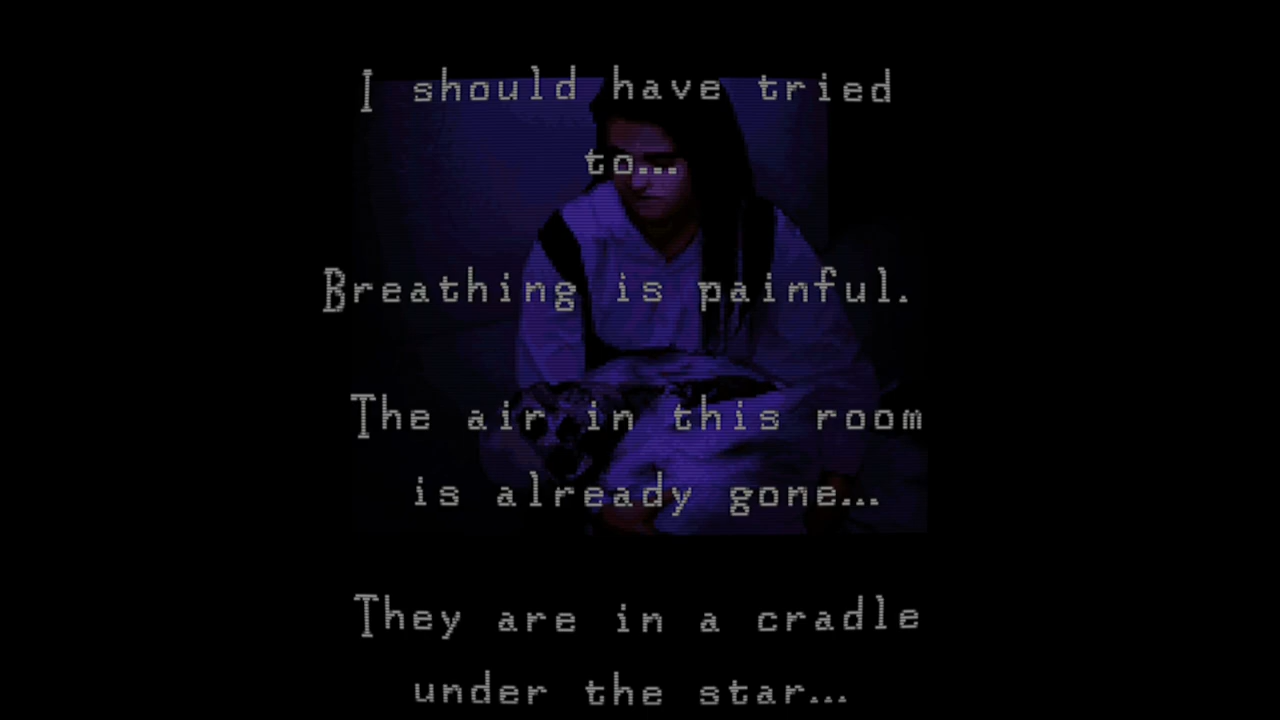 I should have tried
to...
Breathing is painful.
The air in this room
is already gone...
They are in a cradle
under the star...